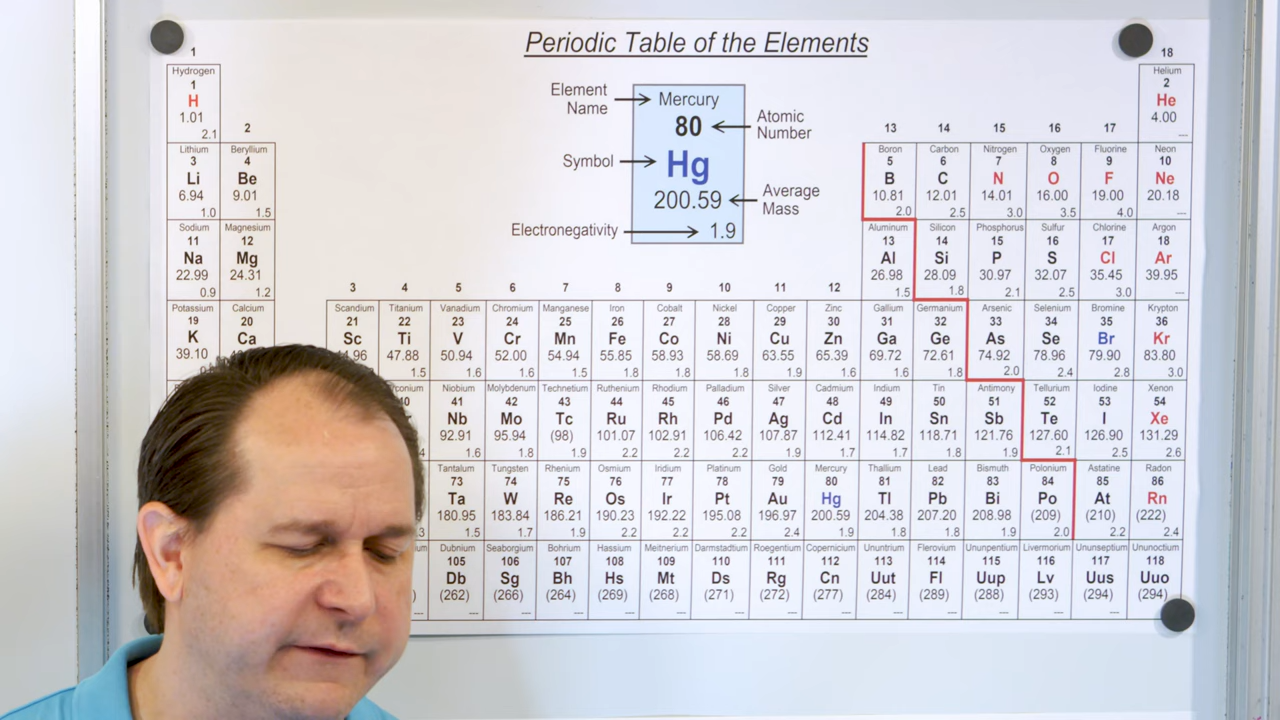 Periodic Table of the Elements
1
18
Hydrogen
1
H
1.01
2.1
Helium
2
He
4.00
---
Element
Name
Mercury
80
Hg
200.59
1.9
Atomic
Number
Symbol
Average
Mass
Electronegativity
2
13 14 15 16 17
Lithium Beryllium Boron Carbon Nitrogen Oxygen Fluorine Neon
3 4 5 6 7 8 9 10
Li Be B C N O F Ne
6.94 9.01 10.81 12.01 14.01 16.00 19.00 20.18
1.0 1.5 2.0 2.5 3.0 3.5 4.0 ---
Sodium Magnesium Aluminum Silicon Phosphorus Sulfur Chlorine Argon
11 12 13 14 15 16 17 18
Na Mg Al Si P S Cl Ar
22.99 24.31 26.98 28.09 30.97 32.07 35.45 39.95
0.9 1.2 1.5 1.8 2.1 2.5 3.0 ---
3 4 5 6 7 8 9 10 11 12
Potassium Calcium Scandium Titanium Vanadium Chromium Manganese Iron Cobalt Nickel Copper Zinc Gallium Germanium Arsenic Selenium Bromine Krypton
19 20 21 22 23 24 25 26 27 28 29 30 31 32 33 34 35 36
K Ca Sc Ti V Cr Mn Fe Co Ni Cu Zn Ga Ge As Se Br Kr
39.10 47.88 50.94 52.00 54.94 55.85 58.93 58.69 63.55 65.39 69.72 72.61 74.92 78.96 79.90 83.80
1.5 1.6 1.6 1.5 1.8 1.8 1.8 1.9 1.6 1.6 1.8 2.0 2.4 2.8 3.0
Niobium Molybdenum Technetium Ruthenium Rhodium Palladium Silver Cadmium Indium Tin Antimony Tellurium Iodine Xenon
41 42 43 44 45 46 47 48 49 50 51 52 53 54
Nb Mo Tc Ru Rh Pd Ag Cd In Sn Sb Te I Xe
92.91 95.94 (98) 101.07 102.91 106.42 107.87 112.41 114.82 118.71 121.76 127.60 126.90 131.29
1.6 1.8 1.9 2.2 2.2 2.2 1.9 1.7 1.7 1.8 1.9 2.1 2.5 2.6
Tantalum Tungsten Rhenium Osmium Iridium Platinum Gold Mercury Thallium Lead Bismuth Polonium Astatine Radon
73 74 75 76 77 78 79 80 81 82 83 84 85 86
Ta W Re Os Ir Pt Au Hg Tl Pb Bi Po At Rn
180.95 183.84 186.21 190.23 192.22 195.08 196.97 200.59 204.38 207.20 208.98 (209) (210) (222)
1.5 1.7 1.9 2.2 2.2 2.2 2.4 1.9 1.8 1.8 1.9 2.0 2.2 2.4
Dubnium Seaborgium Bohrium Hassium Meitnerium Darmstadtium Roegentium Copernicium Ununtrium Flerovium Ununpentium Livermorium Ununseptium Ununoctium
105 106 107 108 109 110 111 112 113 114 115 116 117 118
Db Sg Bh Hs Mt Ds Rg Cn Uut Fl Uup Lv Uus Uuo
(262) (266) (264) (269) (268) (271) (272) (277) (284) (289) (288) (293) (294) (294)
--- --- --- --- --- --- --- --- --- --- --- --- --- ---